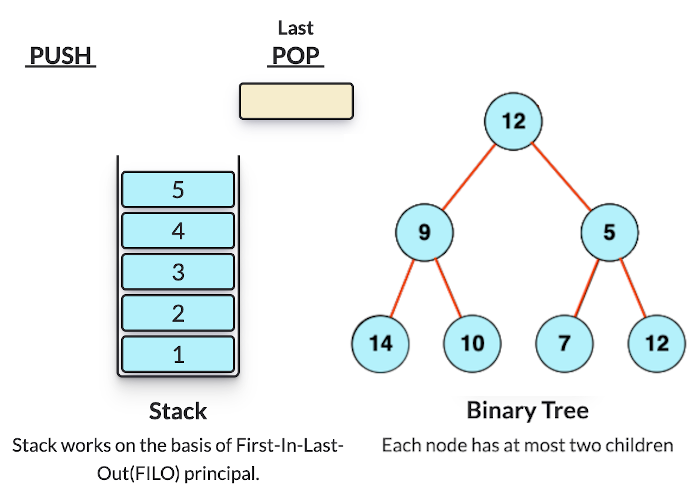 Last
PUSH
POP
5
4
3
2
1
Stack
Stack works on the basis of First-In-Last-
Out(FILO) principal.
12
9
5
14
10
7
12
Binary Tree
Each node has at most two children